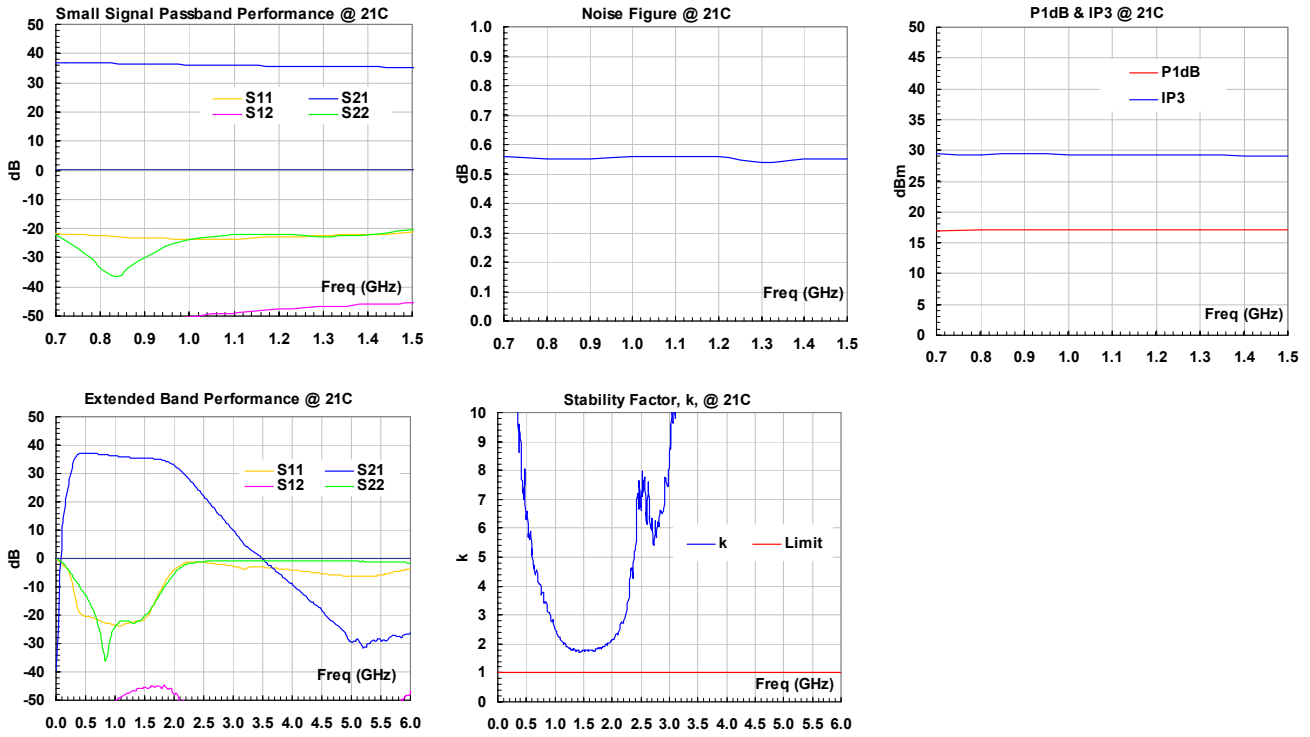 Small Signal Passband Performance @ 21C
50
40
30
20
10
0
-10
-20
-30
-40
-50
dB
S11 S21
S12 S22
Freq (GHz)
0.7 0.8 0.9 1.0 1.1 1.2 1.3 1.4 1.5
Noise Figure @ 21C
1.0
0.9
0.8
0.7
0.6
0.5
0.4
0.3
0.2
0.1
0.0
dB
Freq (GHz)
0.7 0.8 0.9 1.0 1.1 1.2 1.3 1.4 1.5
P1dB & IP3 @ 21C
50
45
40
35
30
25
20
15
10
5
0
dBm
P1dB
IP3
Freq (GHz)
0.7 0.8 0.9 1.0 1.1 1.2 1.3 1.4 1.5
Extended Band Performance @ 21C
50
40
30
20
10
0
-10
-20
-30
-40
-50
dB
S11 S21
S12 S22
Freq (GHz)
0.0 0.5 1.0 1.5 2.0 2.5 3.0 3.5 4.0 4.5 5.0 5.5 6.0
Stability Factor, k, @ 21C
10
9
8
7
6
5
4
3
2
1
0
k
k Limit
Freq (GHz)
0.0 0.5 1.0 1.5 2.0 2.5 3.0 3.5 4.0 4.5 5.0 5.5 6.0